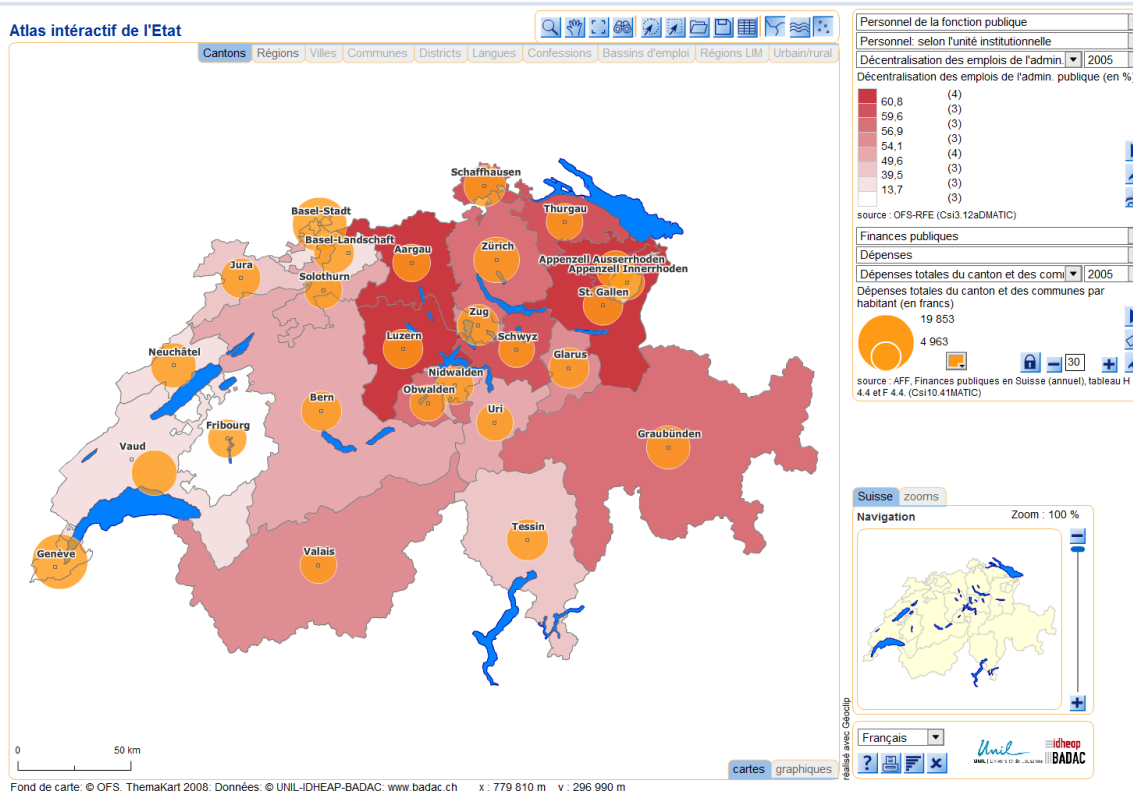 Atlas intéractif de l'Etat
Cantons Régions Villes Communes Districts Langues Confessions Bassins d'emploi Régions LIM Urbain/rural
Schaffhausen
Basel-Stadt
Thurgau
Basel-Landschaft
Aargau
Zürich
Appenzell Ausserrhoden
Appenzell Innerrhoden
Jura
Solothurn
St. Gallen
Zug
Luzern
Schwyz
Neuchâtel
Glarus
Nidwalden
Obwalden
Bern
Uri
Fribourg
Vaud
Graubünden
Tessin
Genève
Valais
0 50 km
cartes graphiques
Fond de carte: © OFS, ThemaKart 2008; Données: © UNIL-IDHEAP-BADAC; www.badac.ch x : 779 810 m y : 296 990 m
réalisé avec Géoclip
Personnel de la fonction publique
Personnel: selon l'unité institutionnelle
Décentralisation des emplois de l'admin. 2005
Décentralisation des emplois de l'admin. publique (en %)
60,8 (4)
59,6 (3)
56,9 (3)
54,1 (3)
49,6 (4)
39,5 (3)
13,7 (3)
(3)
source : OFS-RFE (Csi3.12aDMATIC)
Finances publiques
Dépenses
Dépenses totales du canton et des comm 2005
Dépenses totales du canton et des communes par
habitant (en francs)
19 853
4 963
30
source : AFF, Finances publiques en Suisse (annuel), tableau H
4.4 et F 4.4. (Csi10.41MATIC)
Suisse zooms
Navigation Zoom : 100 %
Français
?
Unil
idheap
BADAC